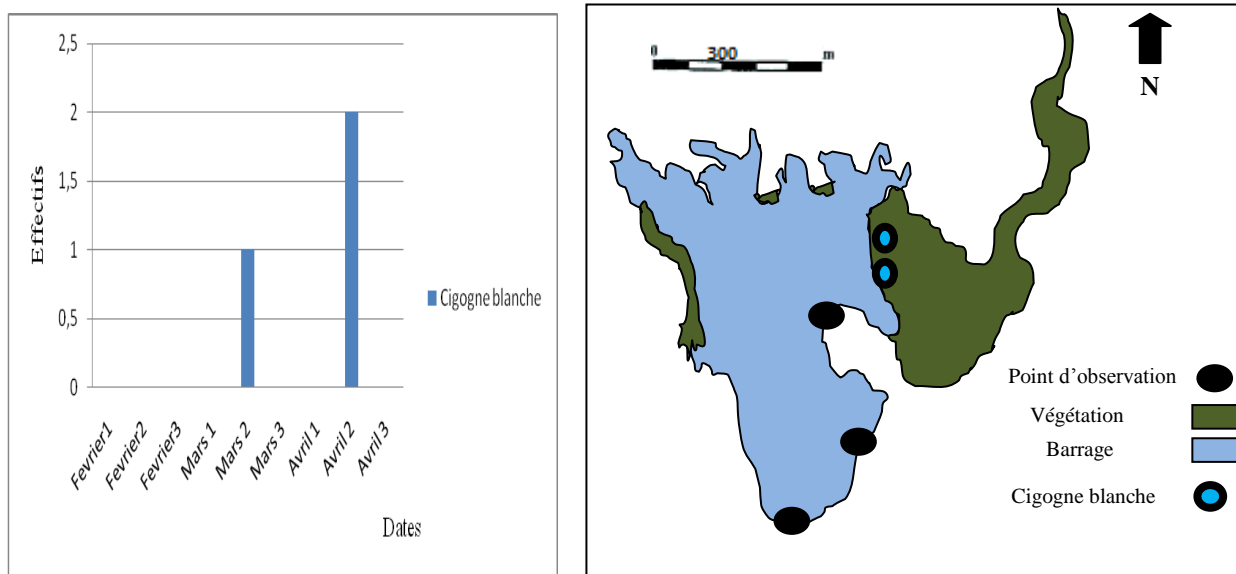 2,5
2
1,5
1
0,5
0
Effectifs
Fevrier1
Fevrier2
Fevrier3
Mars 1
Mars 2
Mars 3
Avril 1
Avril 2
Avril 3
Dates
Cigogne blanche
0 300 m
N
Point d'observation
Végétation
Barrage
Cigogne blanche